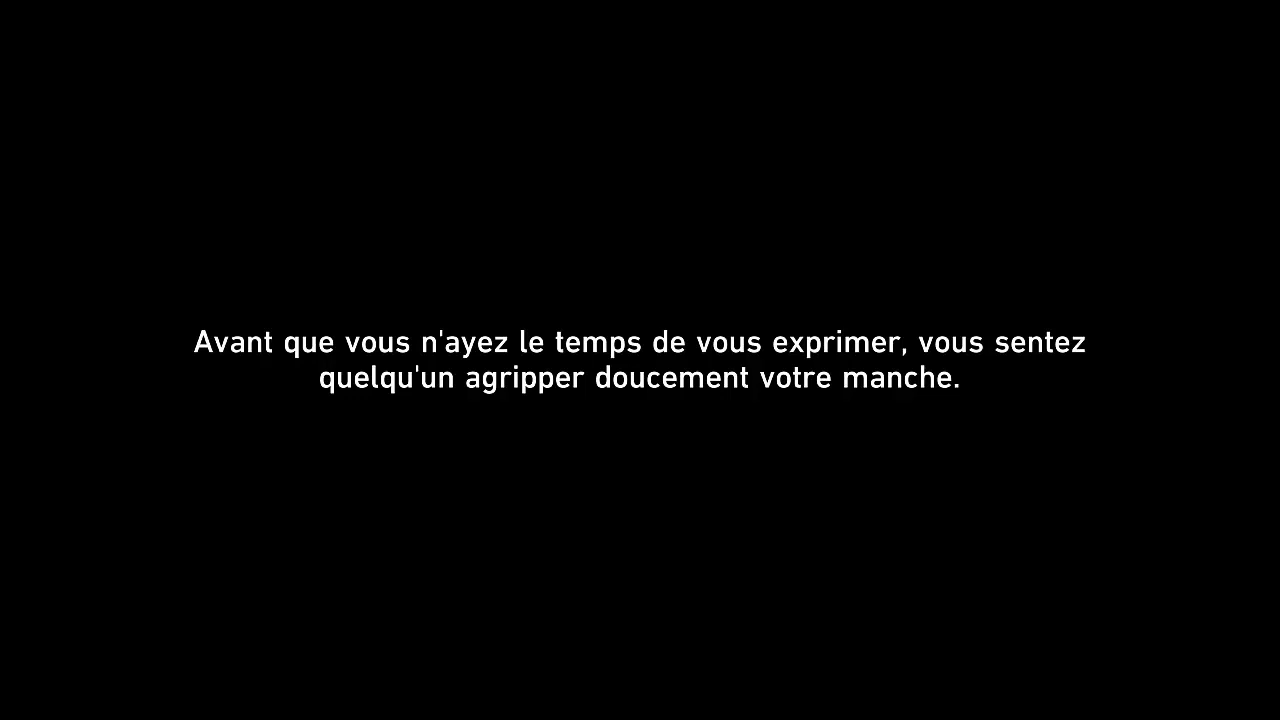 Avant que vous n'ayez le temps de vous exprimer, vous sentez
quelqu'un agripper doucement votre manche.